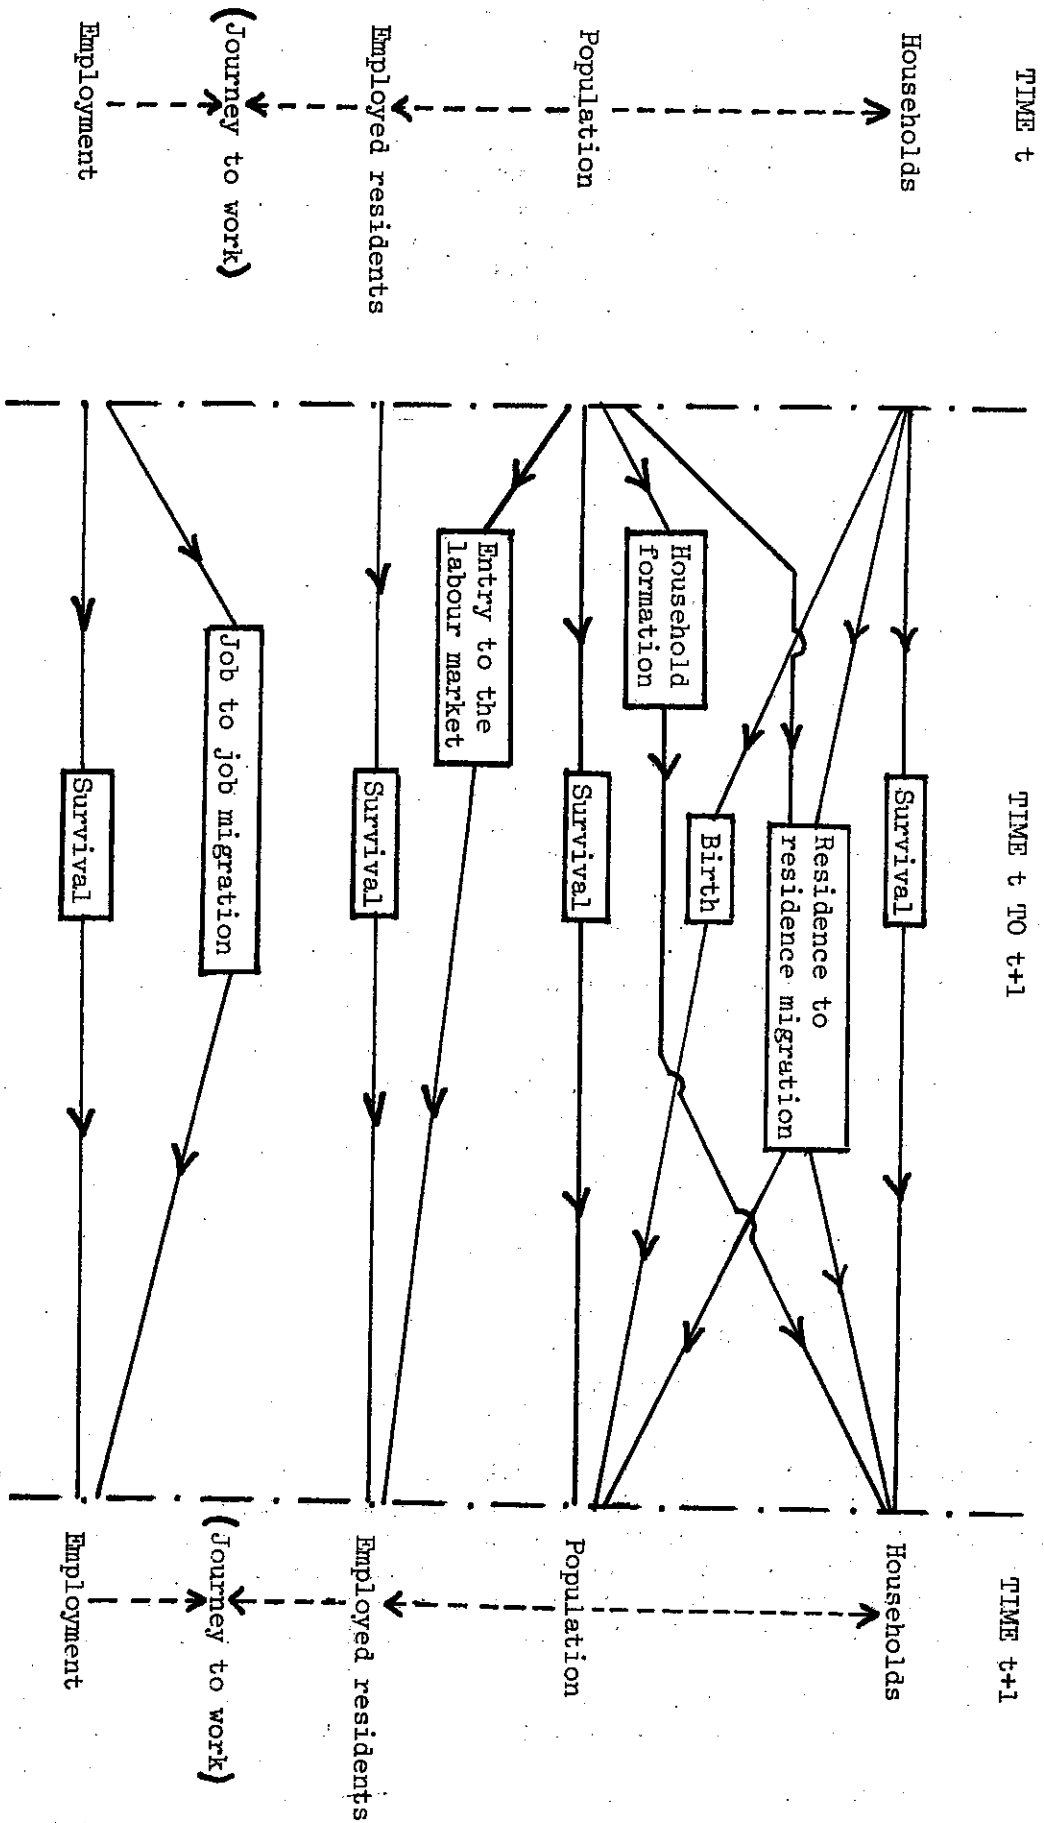 TIME t
TIME t TO t+1
TIME t+1
Households
Survival
Households
Residence to
residence migration
Birth
Household
formation
Population
Survival
Population
Entry to the
labour market
Employed residents
Survival
Employed residents
(Journey to work)
Job to job migration
(Journey to work)
Employment
Survival
Employment